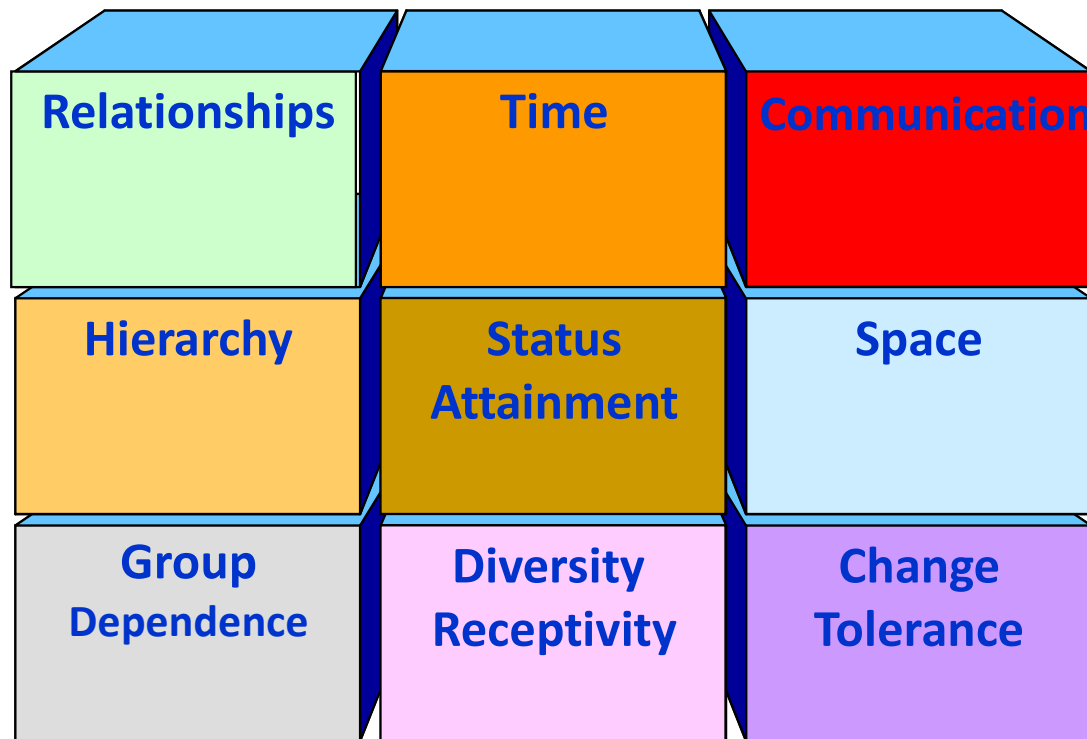 Relationships
Time
Communication
Hierarchy
Status
Attainment
Space
Group
Dependence
Diversity
Receptivity
Change
Tolerance